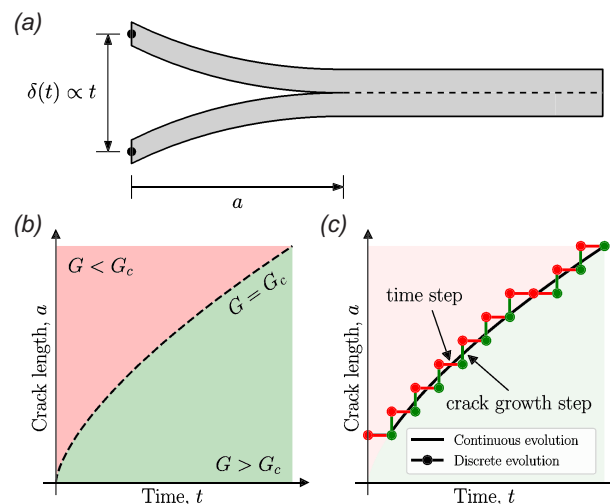 (a)
δ(t) ∝ t
a
(b)
G < G_c
G = G_c
G > G_c
Crack length, a
Time, t
(c)
time step
crack growth step
Continuous evolution
Discrete evolution
Crack length, a
Time, t